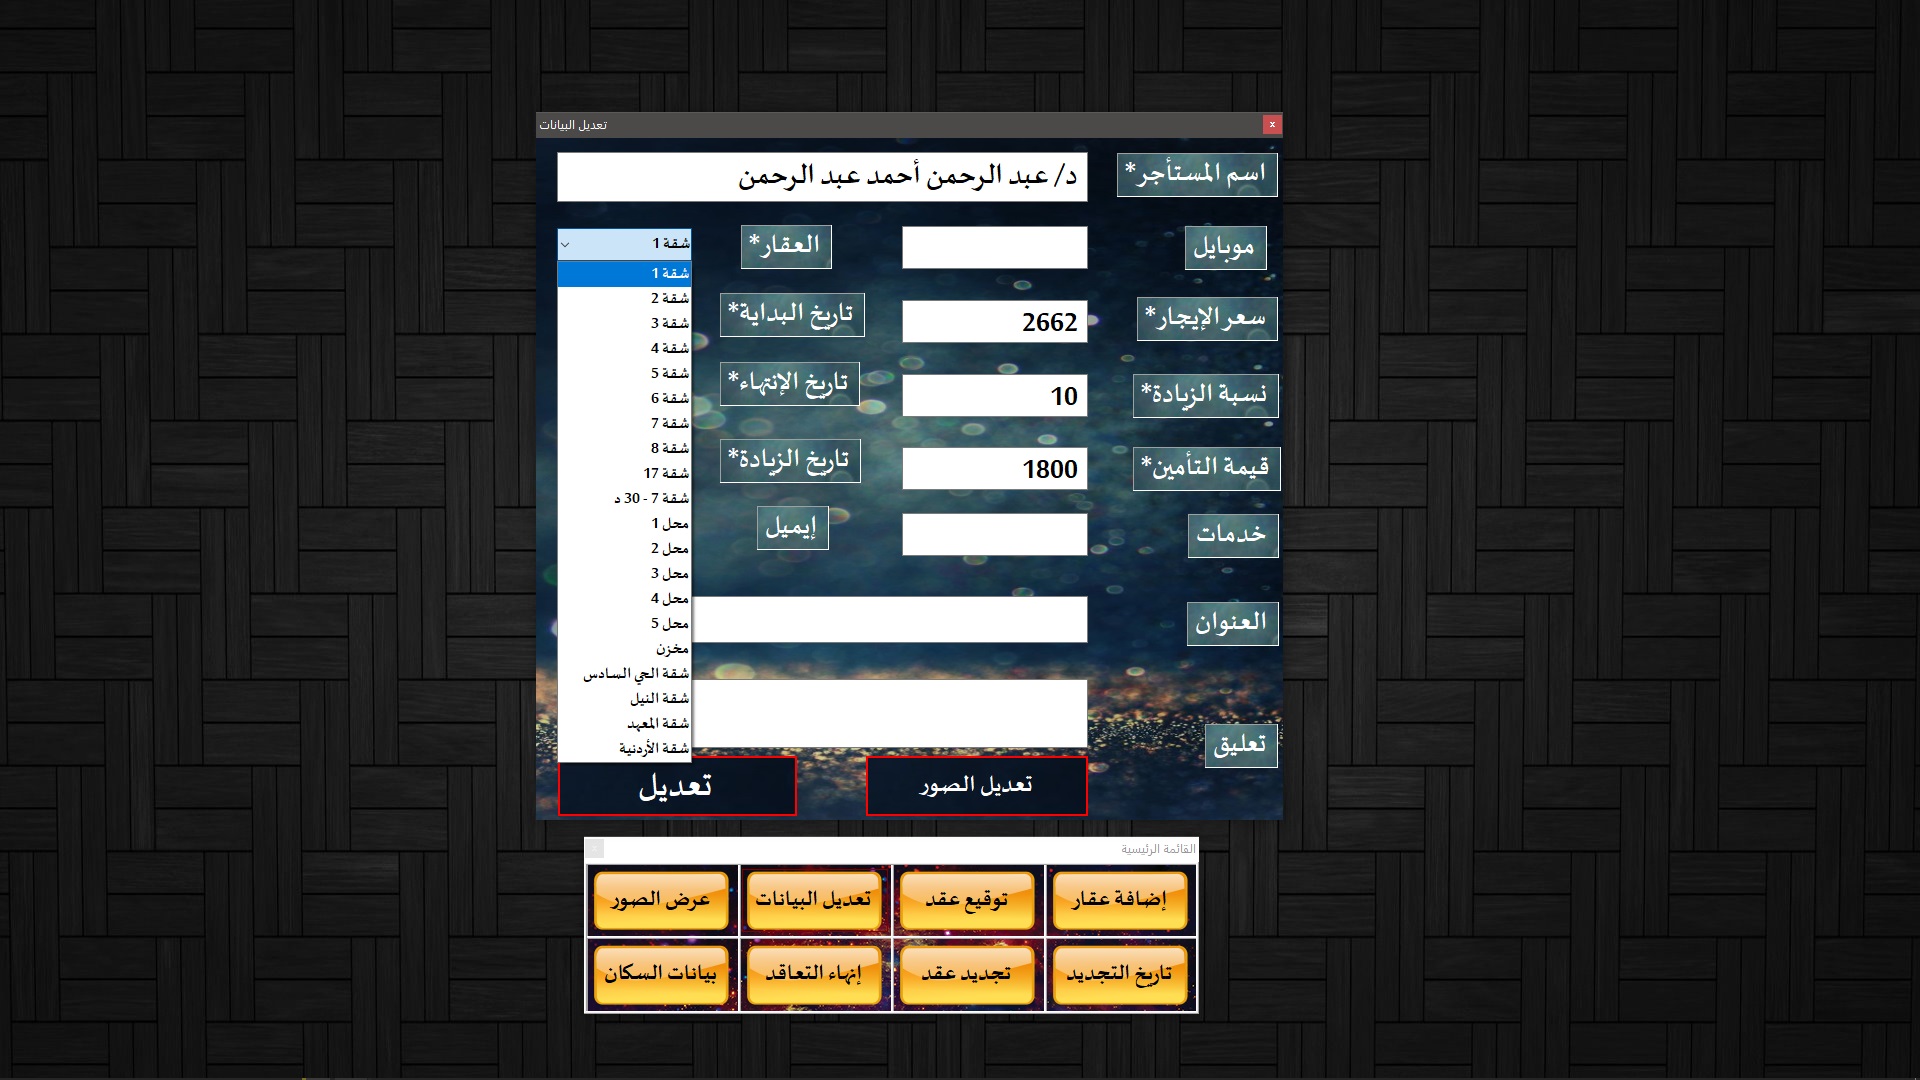 تعديل البيانات
x
اسم المستأجر*
د/ عبد الرحمن أحمد عبد الرحمن
موبايل
العقار*
شقة 1
سعر الإيجار*
2662
تاريخ البداية*
نسبة الزيادة*
10
تاريخ الإنتهاء*
قيمة التأمين*
1800
تاريخ الزيادة*
خدمات
إيميل
العنوان
تعليق
شقة 1
شقة 2
شقة 3
شقة 4
شقة 5
شقة 6
شقة 7
شقة 8
شقة 17
شقة 7 - 30 د
محل 1
محل 2
محل 3
محل 4
محل 5
مخزن
شقة الحي السادس
شقة النيل
شقة المعهد
شقة الأردنية
تعديل الصور
تعديل
القائمة الرئيسية
x
إضافة عقار
توقيع عقد
تعديل البيانات
عرض الصور
تاريخ التجديد
تجديد عقد
إنهاء التعاقد
بيانات السكان